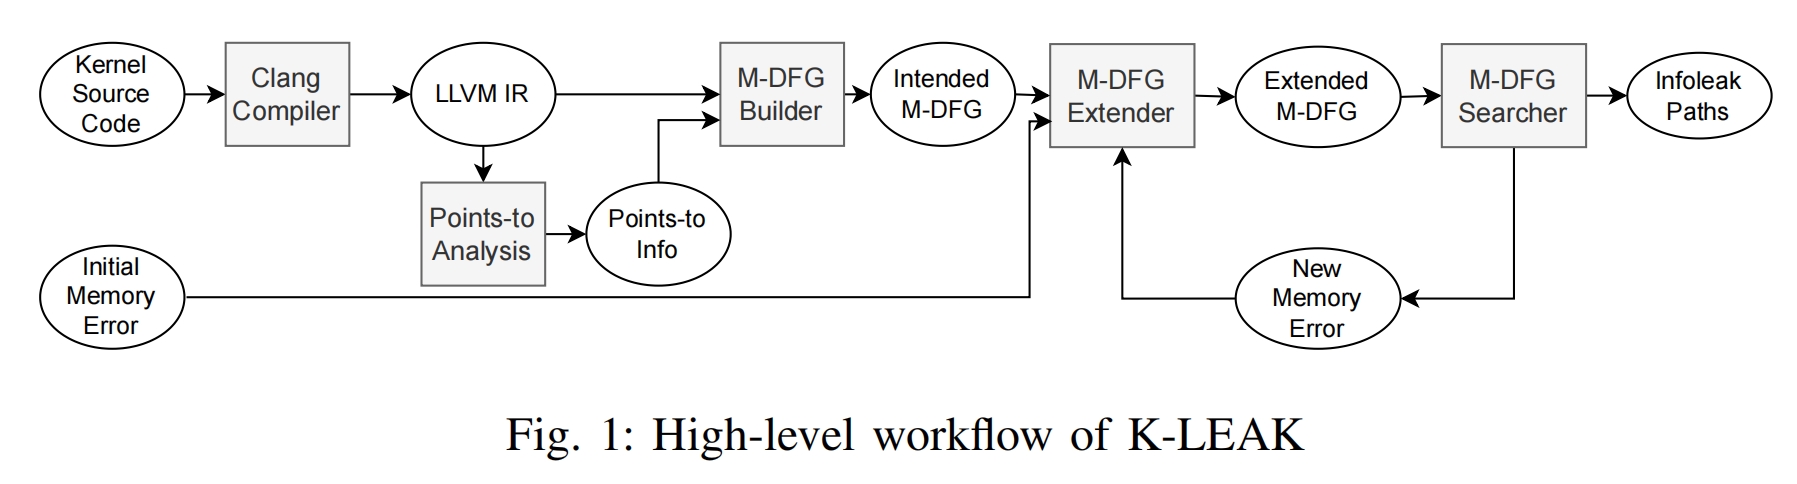 Kernel
Source
Code
Clang
Compiler
LLVM IR
M-DFG
Builder
Intended
M-DFG
M-DFG
Extender
Extended
M-DFG
M-DFG
Searcher
Infoleak
Paths
Points-to
Analysis
Points-to
Info
Initial
Memory
Error
New
Memory
Error
Fig. 1: High-level workflow of K-LEAK